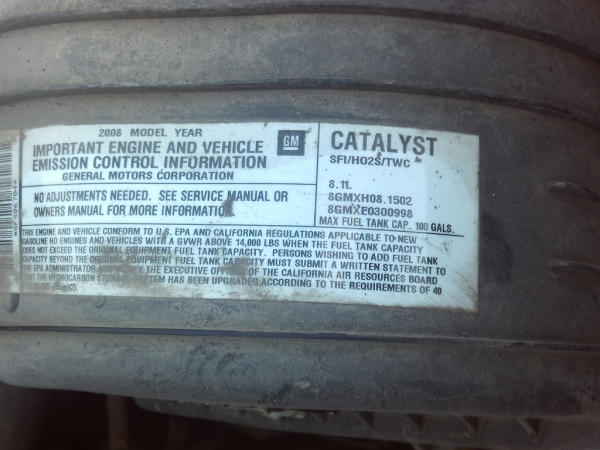 2008 MODEL YEAR
IMPORTANT ENGINE AND VEHICLE
EMISSION CONTROL INFORMATION
GENERAL MOTORS CORPORATION
GM
CATALYST
SFI/HO2S/TWC
NO ADJUSTMENTS NEEDED. SEE SERVICE MANUAL OR
OWNERS MANUAL FOR MORE INFORMATION.
8.1L
8GMXH08.1502
8GMXE0300998
MAX FUEL TANK CAP. 100 GALS.
THIS ENGINE AND VEHICLE CONFORM TO U.S. EPA AND CALIFORNIA REGULATIONS APPLICABLE TO NEW
GASOLINE HD ENGINES AND VEHICLES WITH A GVWR ABOVE 14,000 LBS WHEN THE FUEL TANK CAPACITY
DOES NOT EXCEED THE ORIGINAL EQUIPMENT FUEL TANK CAPACITY. PERSONS WISHING TO ADD FUEL TANK
CAPACITY BEYOND THE ORIGINAL EQUIPMENT FUEL TANK CAPACITY MUST SUBMIT A WRITTEN STATEMENT TO
THE EPA ADMINISTRATOR AND NOTIFY THE EXECUTIVE OFFICER OF THE CALIFORNIA AIR RESOURCES BOARD
THAT THE HYDROCARBON STORAGE SYSTEM HAS BEEN UPGRADED ACCORDING TO THE REQUIREMENTS OF 40